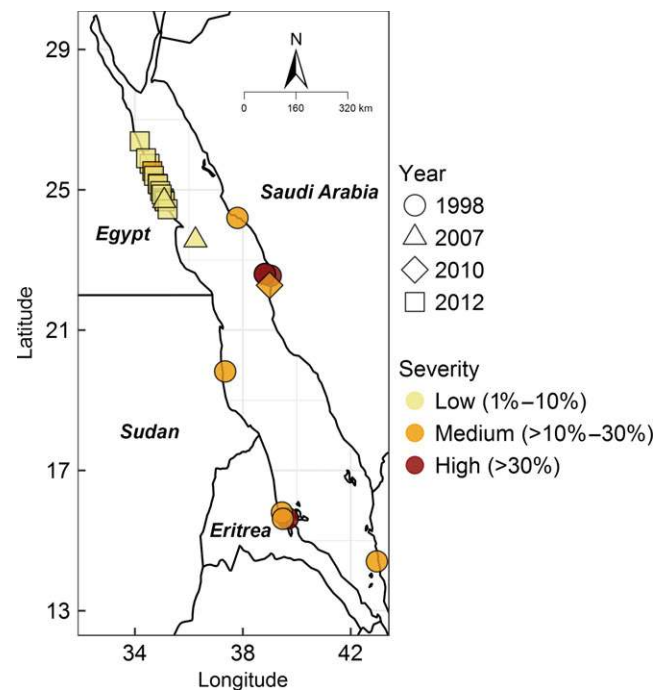 N
0 160 320 km
29
25
21
17
13
Latitude
34 38 42
Longitude
Saudi Arabia
Egypt
Sudan
Eritrea
Year
1998
2007
2010
2012
Severity
Low (1%–10%)
Medium (>10%–30%)
High (>30%)